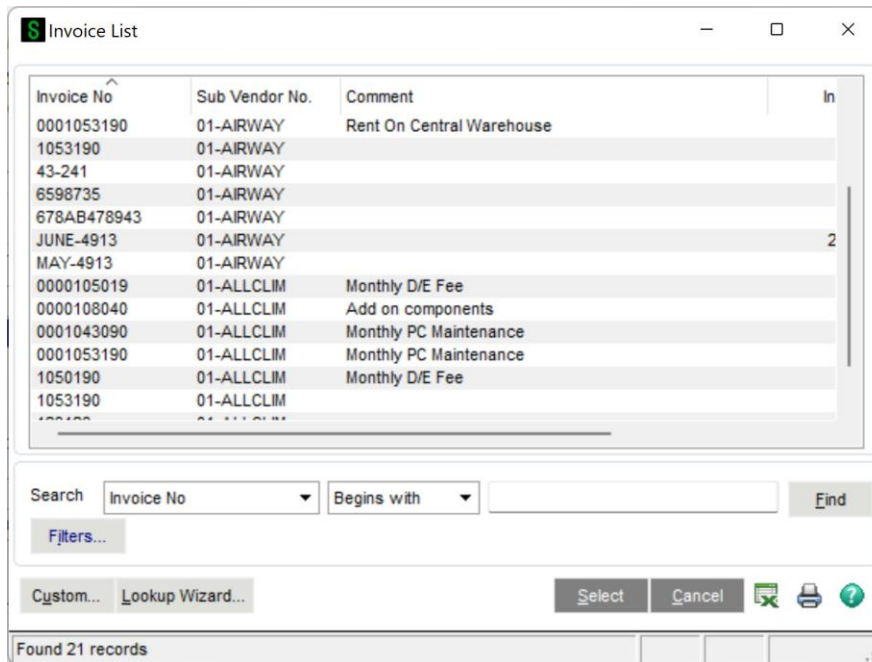 S Invoice List
Invoice No Sub Vendor No. Comment In
0001053190 01-AIRWAY Rent On Central Warehouse
1053190 01-AIRWAY
43-241 01-AIRWAY
6598735 01-AIRWAY
678AB478943 01-AIRWAY
JUNE-4913 01-AIRWAY 2
MAY-4913 01-AIRWAY
0000105019 01-ALLCLIM Monthly D/E Fee
0000108040 01-ALLCLIM Add on components
0001043090 01-ALLCLIM Monthly PC Maintenance
0001053190 01-ALLCLIM Monthly PC Maintenance
1050190 01-ALLCLIM Monthly D/E Fee
1053190 01-ALLCLIM
Search Invoice No Begins with Find
Filters...
Custom... Lookup Wizard... Select Cancel ?
Found 21 records